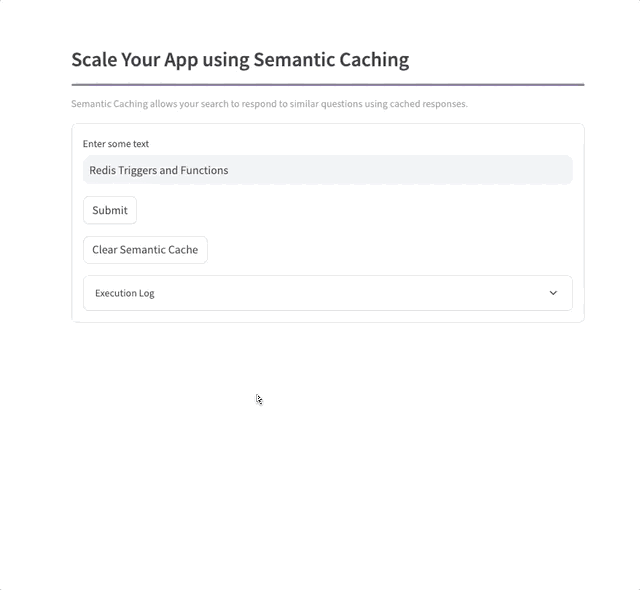 Scale Your App using Semantic Caching
Semantic Caching allows your search to respond to similar questions using cached responses.
Enter some text
Redis Triggers and Functions
Submit
Clear Semantic Cache
Execution Log